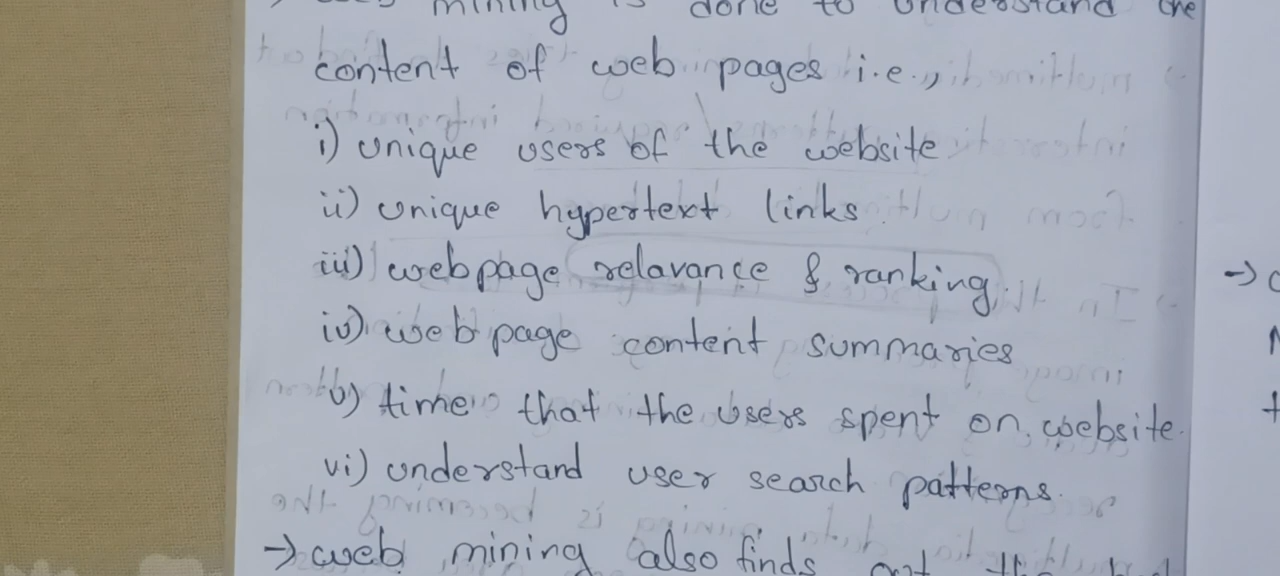 mining is done to understand the
content of web pages i.e.,
i) unique users of the website
ii) unique hypertext links.
iii) webpage relavance & ranking.
iv) web page content summaries
v) time that the users spent on website.
vi) understand user search patterns.
→ web mining also finds out the
→